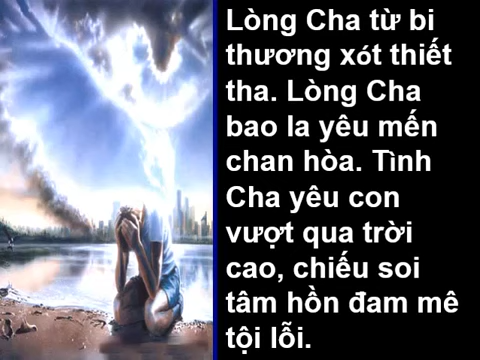 Lòng Cha từ bi
thương xót thiết
tha. Lòng Cha
bao la yêu mến
chan hòa. Tình
Cha yêu con
vượt qua trời
cao, chiếu soi
tâm hồn đam mê
tội lỗi.